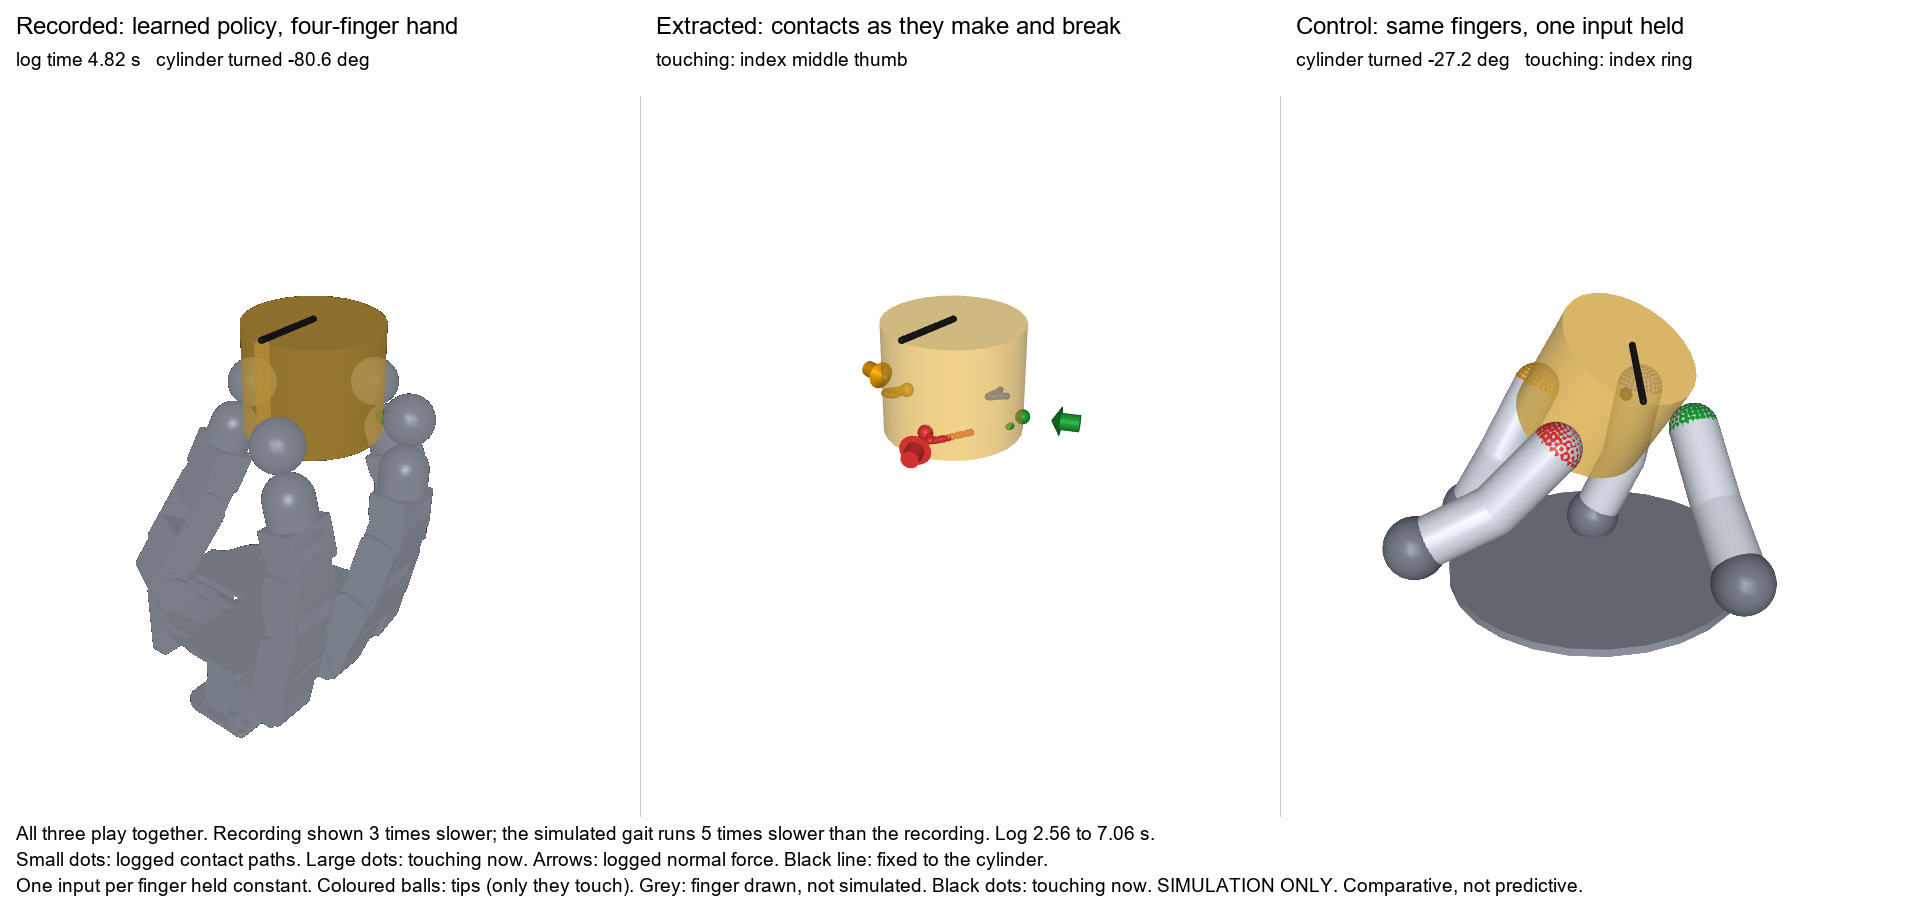 Recorded: learned policy, four-finger hand
log time 4.82 s   cylinder turned -80.6 deg
Extracted: contacts as they make and break
touching: index middle thumb
Control: same fingers, one input held
cylinder turned -27.2 deg   touching: index ring
All three play together. Recording shown 3 times slower; the simulated gait runs 5 times slower than the recording. Log 2.56 to 7.06 s.
Small dots: logged contact paths. Large dots: touching now. Arrows: logged normal force. Black line: fixed to the cylinder.
One input per finger held constant. Coloured balls: tips (only they touch). Grey: finger drawn, not simulated. Black dots: touching now. SIMULATION ONLY. Comparative, not predictive.